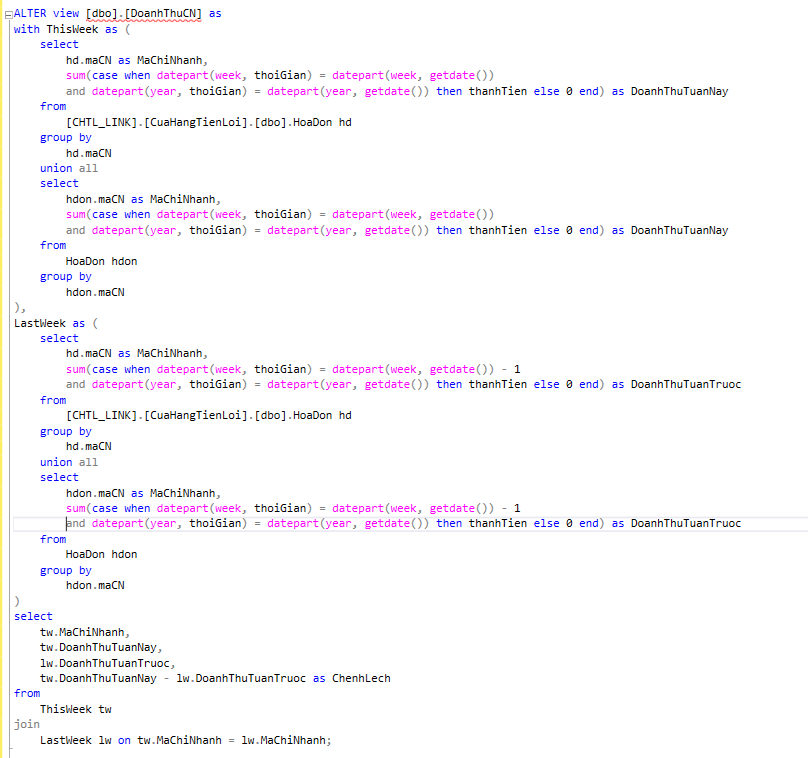 ALTER view [dbo].[DoanhThuCN] as
with ThisWeek as (
    select
        hd.maCN as MaChiNhanh,
        sum(case when datepart(week, thoiGian) = datepart(week, getdate())
        and datepart(year, thoiGian) = datepart(year, getdate()) then thanhTien else 0 end) as DoanhThuTuanNay
    from
        [CHTL_LINK].[CuaHangTienLoi].[dbo].HoaDon hd
    group by
        hd.maCN
    union all
    select
        hdon.maCN as MaChiNhanh,
        sum(case when datepart(week, thoiGian) = datepart(week, getdate())
        and datepart(year, thoiGian) = datepart(year, getdate()) then thanhTien else 0 end) as DoanhThuTuanNay
    from
        HoaDon hdon
    group by
        hdon.maCN
),
LastWeek as (
    select
        hd.maCN as MaChiNhanh,
        sum(case when datepart(week, thoiGian) = datepart(week, getdate()) - 1
        and datepart(year, thoiGian) = datepart(year, getdate()) then thanhTien else 0 end) as DoanhThuTuanTruoc
    from
        [CHTL_LINK].[CuaHangTienLoi].[dbo].HoaDon hd
    group by
        hd.maCN
    union all
    select
        hdon.maCN as MaChiNhanh,
        sum(case when datepart(week, thoiGian) = datepart(week, getdate()) - 1
        and datepart(year, thoiGian) = datepart(year, getdate()) then thanhTien else 0 end) as DoanhThuTuanTruoc
    from
        HoaDon hdon
    group by
        hdon.maCN
)
select
    tw.MaChiNhanh,
    tw.DoanhThuTuanNay,
    lw.DoanhThuTuanTruoc,
    tw.DoanhThuTuanNay - lw.DoanhThuTuanTruoc as ChenhLech
from
    ThisWeek tw
join
    LastWeek lw on tw.MaChiNhanh = lw.MaChiNhanh;